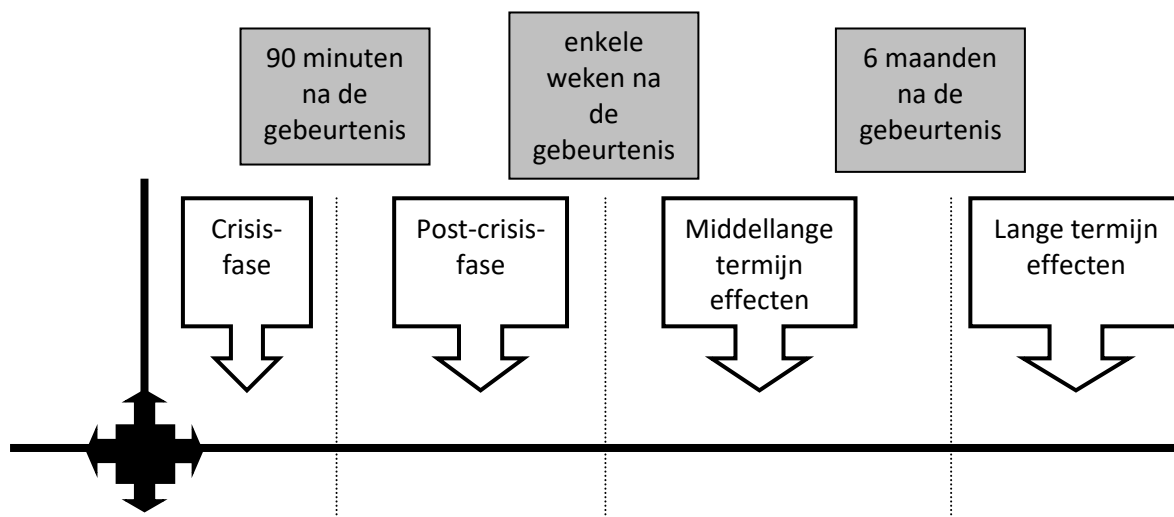 90 minuten
na de
gebeurtenis
enkele
weken na
de
gebeurtenis
6 maanden
na de
gebeurtenis
Crisis-
fase
Post-crisis-
fase
Middellange
termijn
effecten
Lange termijn
effecten